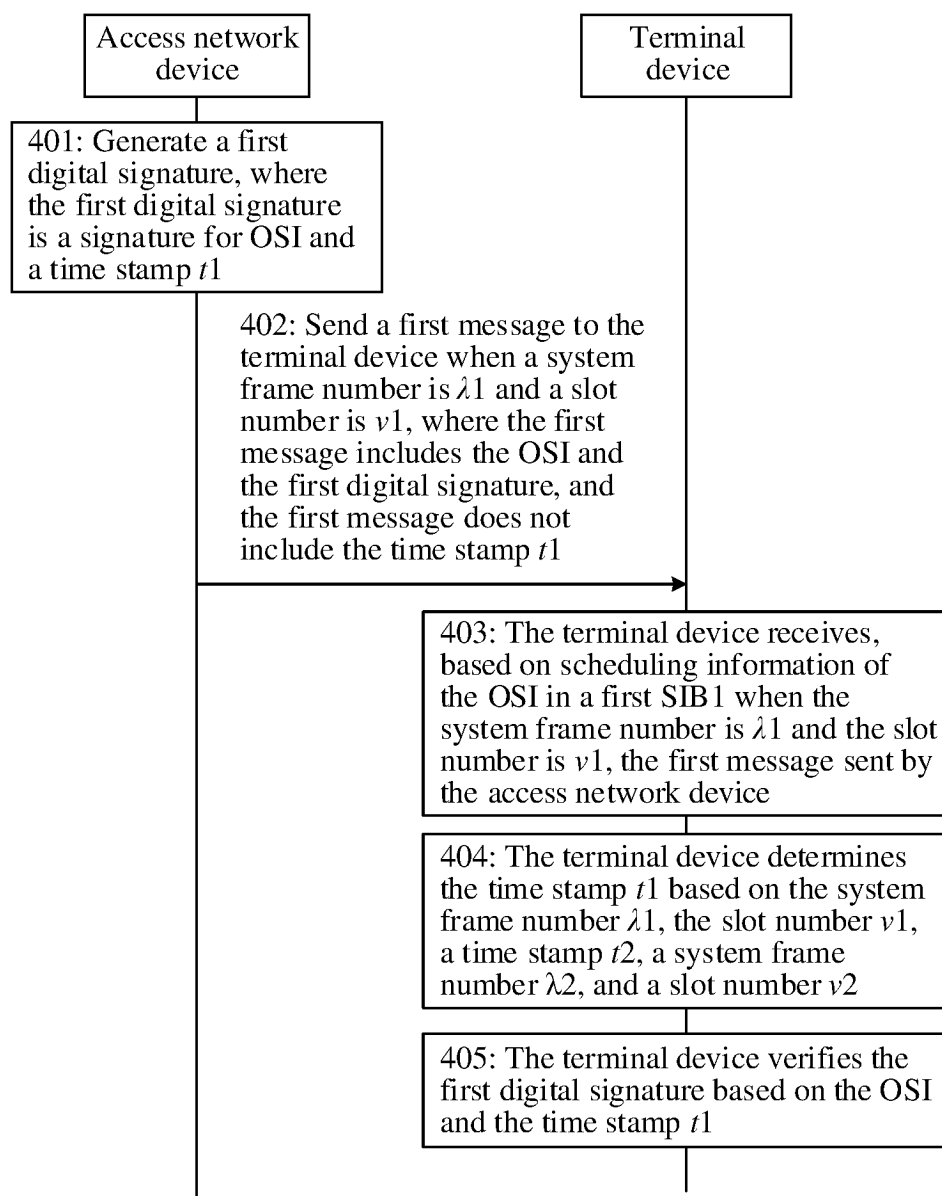 Access network
device
Terminal
device
401: Generate a first
digital signature, where
the first digital signature
is a signature for OSI and
a time stamp t1
402: Send a first message to the
terminal device when a system
frame number is λ1 and a slot
number is v1, where the first
message includes the OSI and
the first digital signature, and
the first message does not
include the time stamp t1
403: The terminal device receives,
based on scheduling information of
the OSI in a first SIB1 when the
system frame number is λ1 and the slot
number is v1, the first message sent by
the access network device
404: The terminal device determines
the time stamp t1 based on the system
frame number λ1, the slot number v1,
a time stamp t2, a system frame
number λ2, and a slot number v2
405: The terminal device verifies the
first digital signature based on the OSI
and the time stamp t1